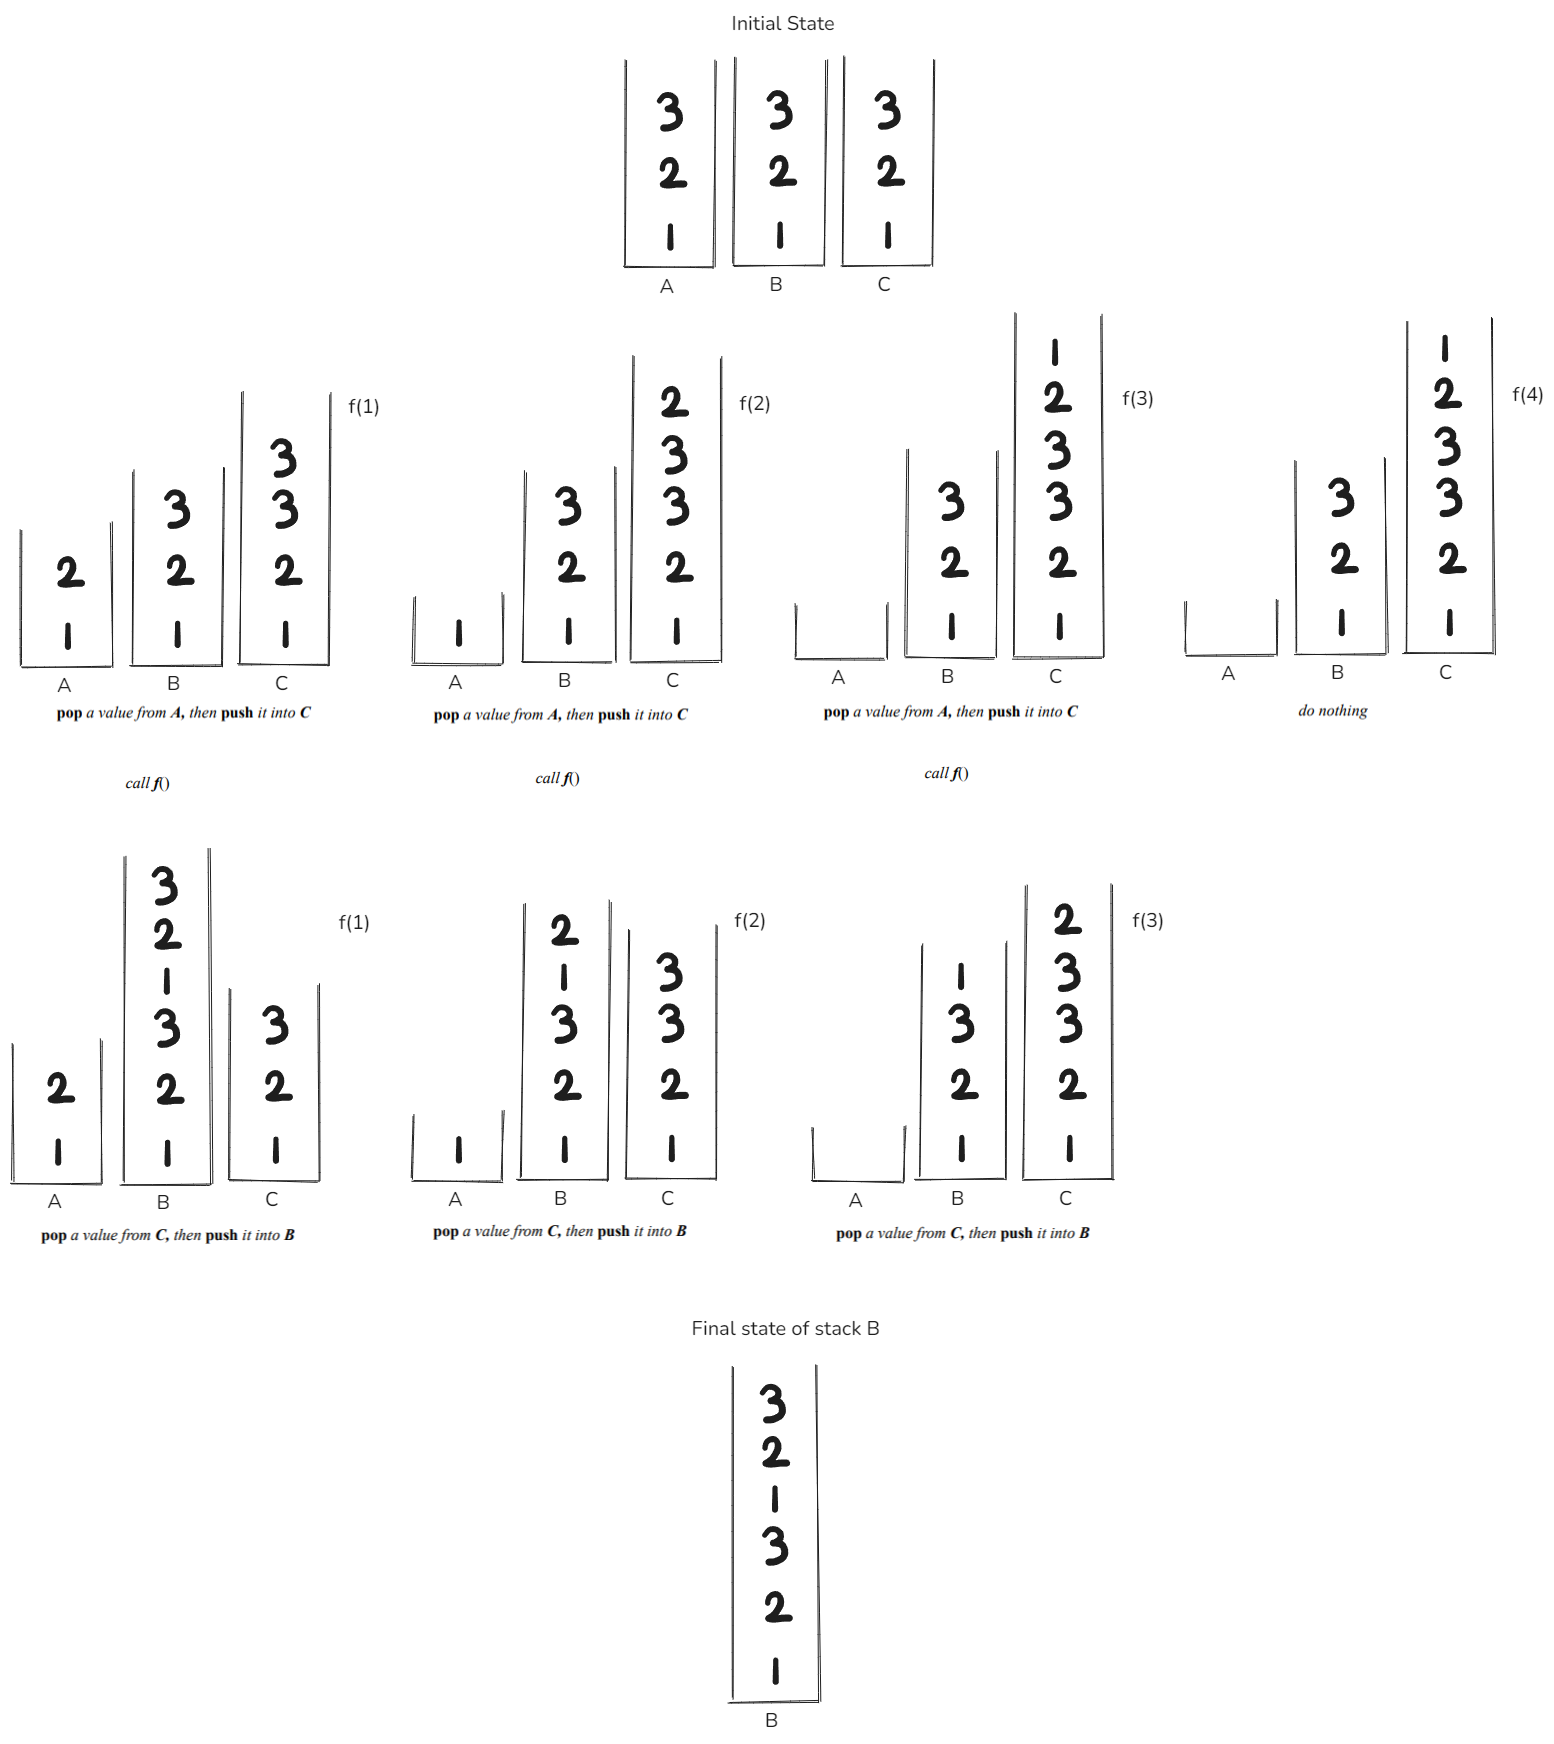 Initial State
3 3 3
2 2 2
1 1 1
A B C
f(1)
3
3 3
2 2 2
1 1 1
A B C
pop a value from A, then push it into C
call f()
f(2)
2
3
3 3
2 2
1 1 1
A B C
pop a value from A, then push it into C
call f()
f(3)
1
2
3
3 3
2 2
1 1
A B C
pop a value from A, then push it into C
call f()
f(4)
1
2
3
3 3
2 2
1 1
A B C
do nothing
f(1)
3
2
1
3 3
2 2 2
1 1 1
A B C
pop a value from C, then push it into B
f(2)
2
1 3
3 3
2 2
1 1 1
A B C
pop a value from C, then push it into B
f(3)
2
1 3
3 3
2 2
1 1
A B C
pop a value from C, then push it into B
Final state of stack B
3
2
1
3
2
1
B